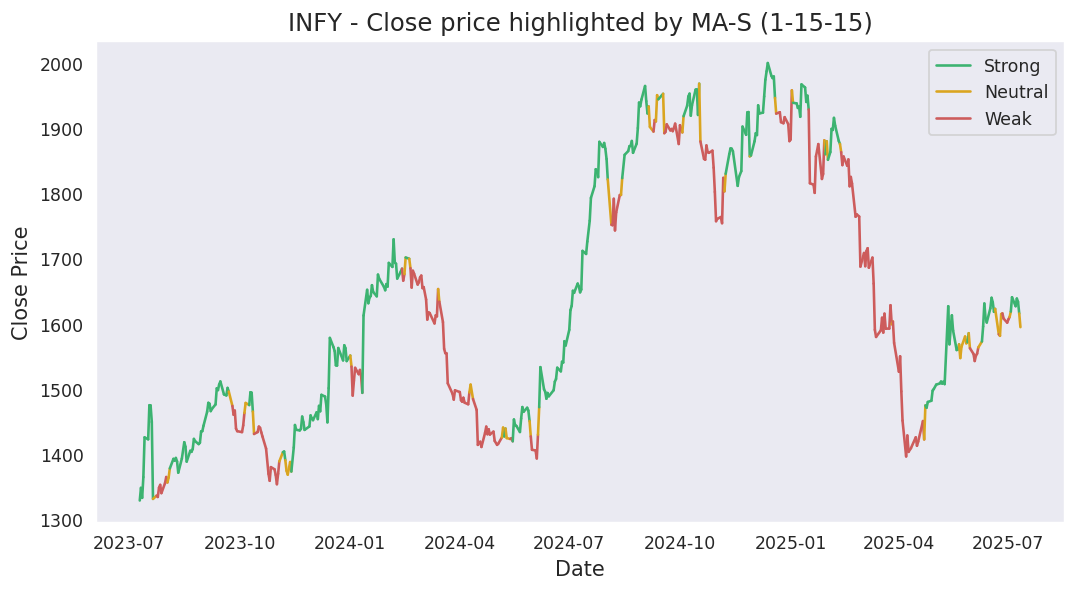 INFY - Close price highlighted by MA-S (1-15-15)
Strong
Neutral
Weak
Close Price
2000
1900
1800
1700
1600
1500
1400
1300
2023-07 2023-10 2024-01 2024-04 2024-07 2024-10 2025-01 2025-04 2025-07
Date